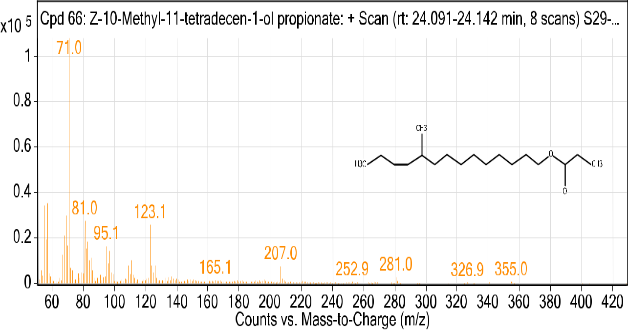 Cpd 66: Z-10-Methyl-11-tetradecen-1-ol propionate: + Scan (rt: 24.091-24.142 min, 8 scans) S29-...
x10 5
71.0
1
0.8
0.6
0.4
0.2
0
81.0
95.1
123.1
165.1
207.0
252.9
281.0
326.9
355.0
CH3
H3C
O
CH3
O
60 80 100 120 140 160 180 200 220 240 260 280 300 320 340 360 380 400 420
Counts vs. Mass-to-Charge (m/z)